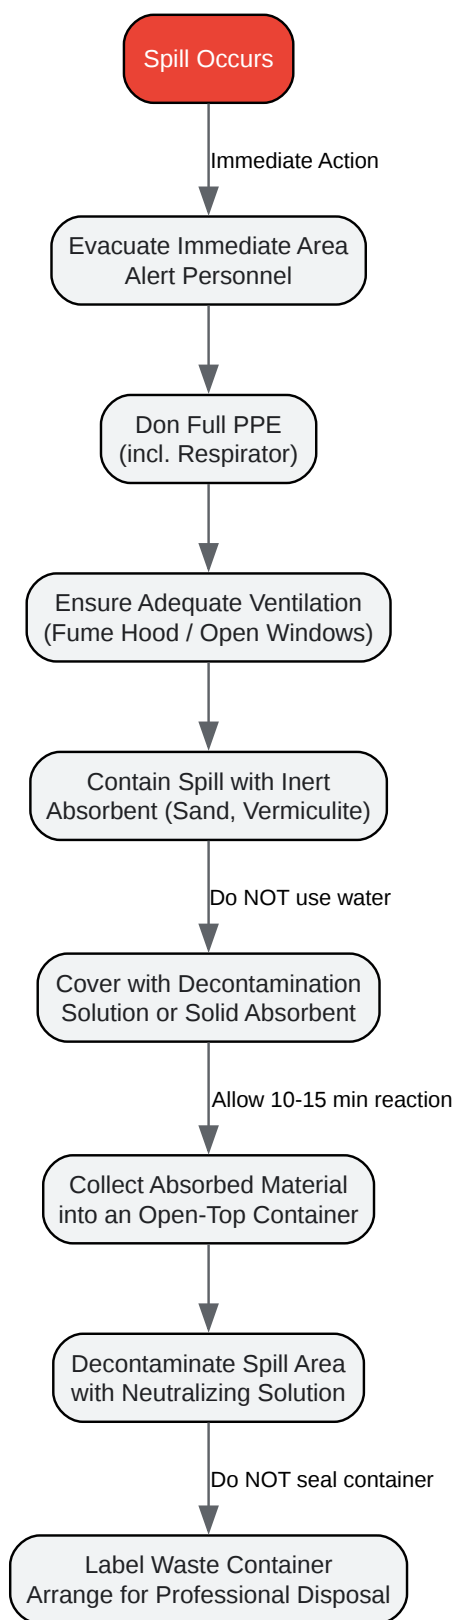 Spill Occurs
Immediate Action
Evacuate Immediate Area
Alert Personnel
Don Full PPE
(incl. Respirator)
Ensure Adequate Ventilation
(Fume Hood / Open Windows)
Contain Spill with Inert
Absorbent (Sand, Vermiculite)
Do NOT use water
Cover with Decontamination
Solution or Solid Absorbent
Allow 10-15 min reaction
Collect Absorbed Material
into an Open-Top Container
Decontaminate Spill Area
with Neutralizing Solution
Do NOT seal container
Label Waste Container
Arrange for Professional Disposal